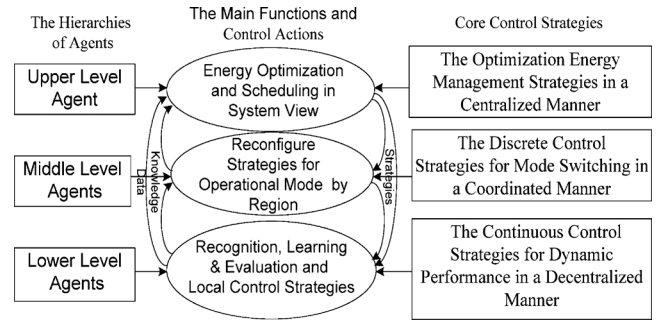 The Hierarchies
of Agents
The Main Functions and
Control Actions
Core Control Strategies
Upper Level
Agent
Energy Optimization
and Scheduling in
System View
The Optimization Energy
Management Strategies in a
Centralized Manner
Middle Level
Agents
Knowledge
Data
Reconfigure
Strategies for
Operational Mode by
Region
Strategies
The Discrete Control
Strategies for Mode Switching in
a Coordinated Manner
Lower Level
Agents
Recognition, Learning
& Evaluation and
Local Control Strategies
The Continuous Control
Strategies for Dynamic
Performance in a Decentralized
Manner